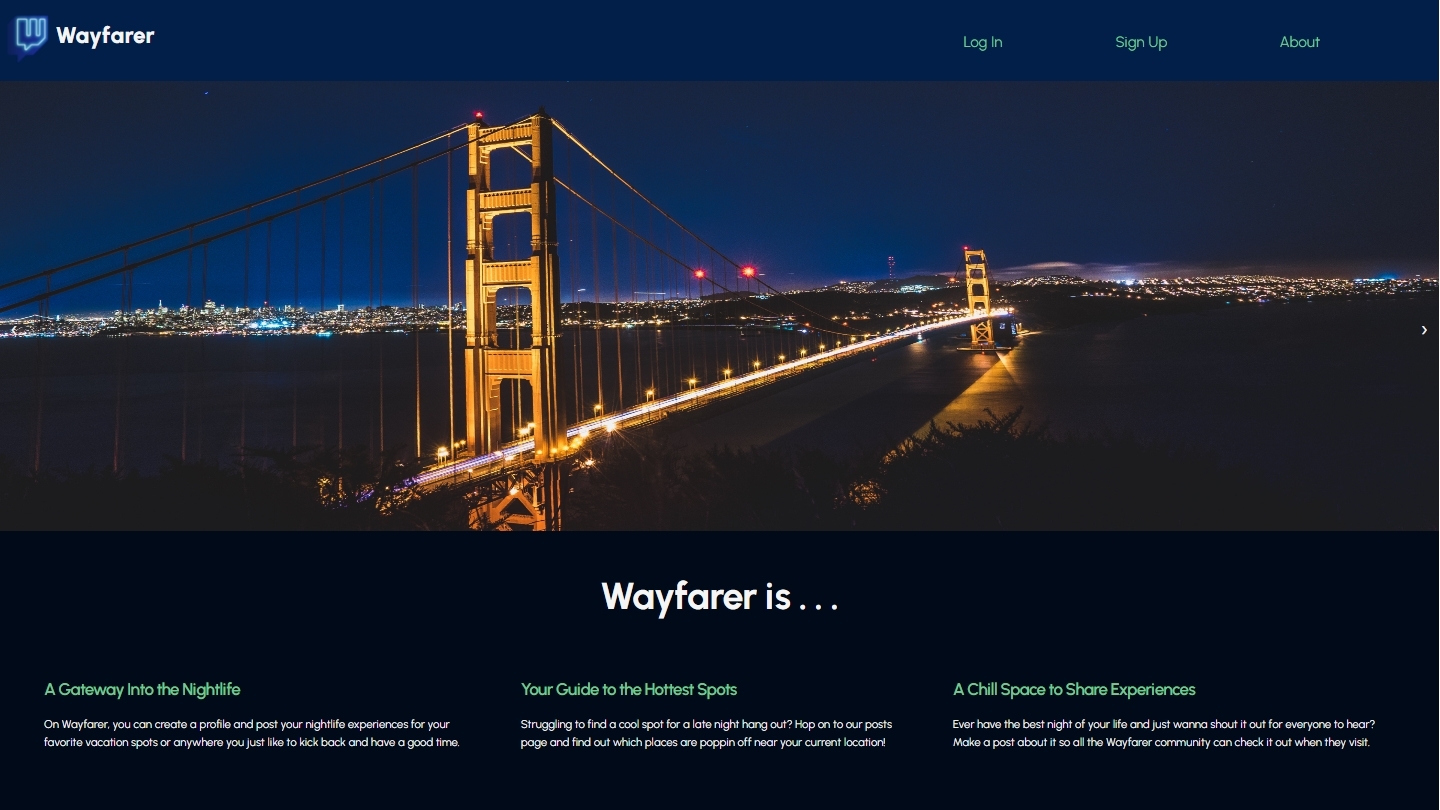 Wayfarer
Log In
Sign Up
About
Wayfarer is . . .
A Gateway Into the Nightlife
On Wayfarer, you can create a profile and post your nightlife experiences for your
favorite vacation spots or anywhere you just like to kick back and have a good time.
Your Guide to the Hottest Spots
Struggling to find a cool spot for a late night hang out? Hop on to our posts
page and find out which places are poppin off near your current location!
A Chill Space to Share Experiences
Ever have the best night of your life and just wanna shout it out for everyone to hear?
Make a post about it so all the Wayfarer community can check it out when they visit.